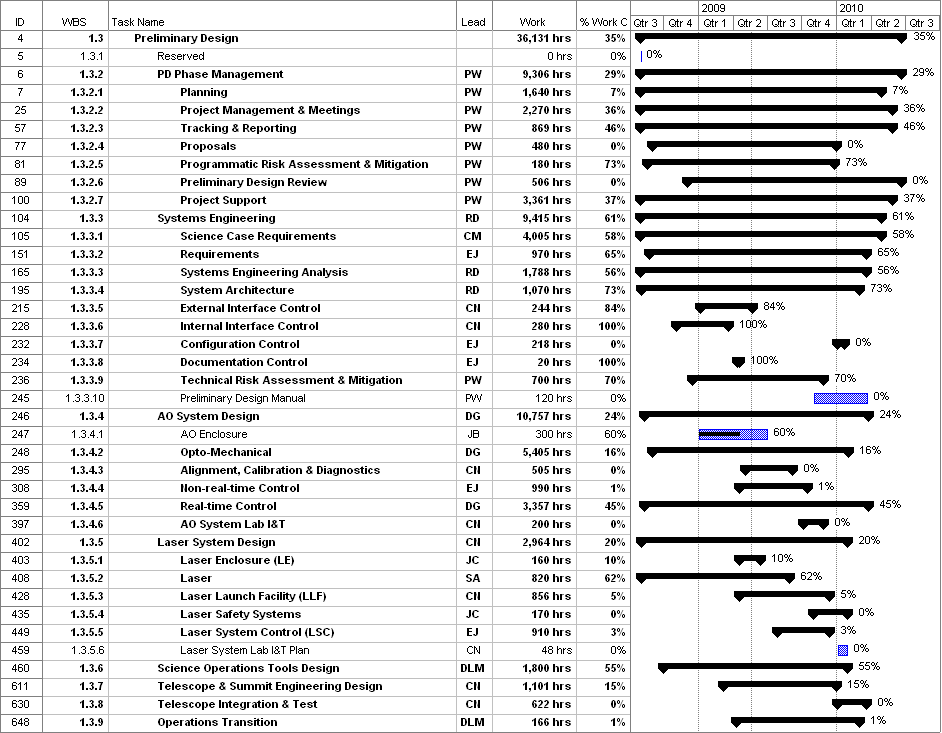 2009 2010
ID WBS Task Name Lead Work % Work C Qtr 3 Qtr 4 Qtr 1 Qtr 2 Qtr 3 Qtr 4 Qtr 1 Qtr 2 Qtr 3
4 1.3 Preliminary Design 36,131 hrs 35% 35%
5 1.3.1 Reserved 0 hrs 0% 0%
6 1.3.2 PD Phase Management PW 9,306 hrs 29% 29%
7 1.3.2.1 Planning PW 1,640 hrs 7% 7%
25 1.3.2.2 Project Management & Meetings PW 2,270 hrs 36% 36%
57 1.3.2.3 Tracking & Reporting PW 869 hrs 46% 46%
77 1.3.2.4 Proposals PW 480 hrs 0% 0%
81 1.3.2.5 Programmatic Risk Assessment & Mitigation PW 180 hrs 73% 73%
89 1.3.2.6 Preliminary Design Review PW 506 hrs 0% 0%
100 1.3.2.7 Project Support PW 3,361 hrs 37% 37%
104 1.3.3 Systems Engineering RD 9,415 hrs 61% 61%
105 1.3.3.1 Science Case Requirements CM 4,005 hrs 58% 58%
151 1.3.3.2 Requirements EJ 970 hrs 65% 65%
165 1.3.3.3 Systems Engineering Analysis RD 1,788 hrs 56% 56%
195 1.3.3.4 System Architecture RD 1,070 hrs 73% 73%
215 1.3.3.5 External Interface Control CN 244 hrs 84% 84%
228 1.3.3.6 Internal Interface Control CN 280 hrs 100% 100%
232 1.3.3.7 Configuration Control EJ 218 hrs 0% 0%
234 1.3.3.8 Documentation Control EJ 20 hrs 100% 100%
236 1.3.3.9 Technical Risk Assessment & Mitigation PW 700 hrs 70% 70%
245 1.3.3.10 Preliminary Design Manual PW 120 hrs 0% 0%
246 1.3.4 AO System Design DG 10,757 hrs 24% 24%
247 1.3.4.1 AO Enclosure JB 300 hrs 60% 60%
248 1.3.4.2 Opto-Mechanical DG 5,405 hrs 16% 16%
295 1.3.4.3 Alignment, Calibration & Diagnostics CN 505 hrs 0% 0%
308 1.3.4.4 Non-real-time Control EJ 990 hrs 1% 1%
359 1.3.4.5 Real-time Control DG 3,357 hrs 45% 45%
397 1.3.4.6 AO System Lab I&T CN 200 hrs 0% 0%
402 1.3.5 Laser System Design CN 2,964 hrs 20% 20%
403 1.3.5.1 Laser Enclosure (LE) JC 160 hrs 10% 10%
408 1.3.5.2 Laser SA 820 hrs 62% 62%
428 1.3.5.3 Laser Launch Facility (LLF) CN 856 hrs 5% 5%
435 1.3.5.4 Laser Safety Systems JC 170 hrs 0% 0%
449 1.3.5.5 Laser System Control (LSC) EJ 910 hrs 3% 3%
459 1.3.5.6 Laser System Lab I&T Plan CN 48 hrs 0% 0%
460 1.3.6 Science Operations Tools Design DLM 1,800 hrs 55% 55%
611 1.3.7 Telescope & Summit Engineering Design CN 1,101 hrs 15% 15%
630 1.3.8 Telescope Integration & Test CN 622 hrs 0% 0%
648 1.3.9 Operations Transition DLM 166 hrs 1% 1%